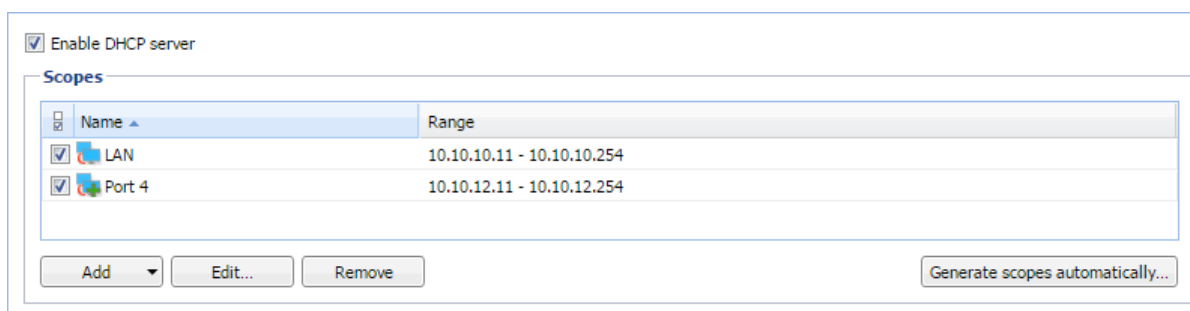 Enable DHCP server
Scopes
Name Range
LAN 10.10.10.11 - 10.10.10.254
Port 4 10.10.12.11 - 10.10.12.254
Add Edit... Remove Generate scopes automatically...